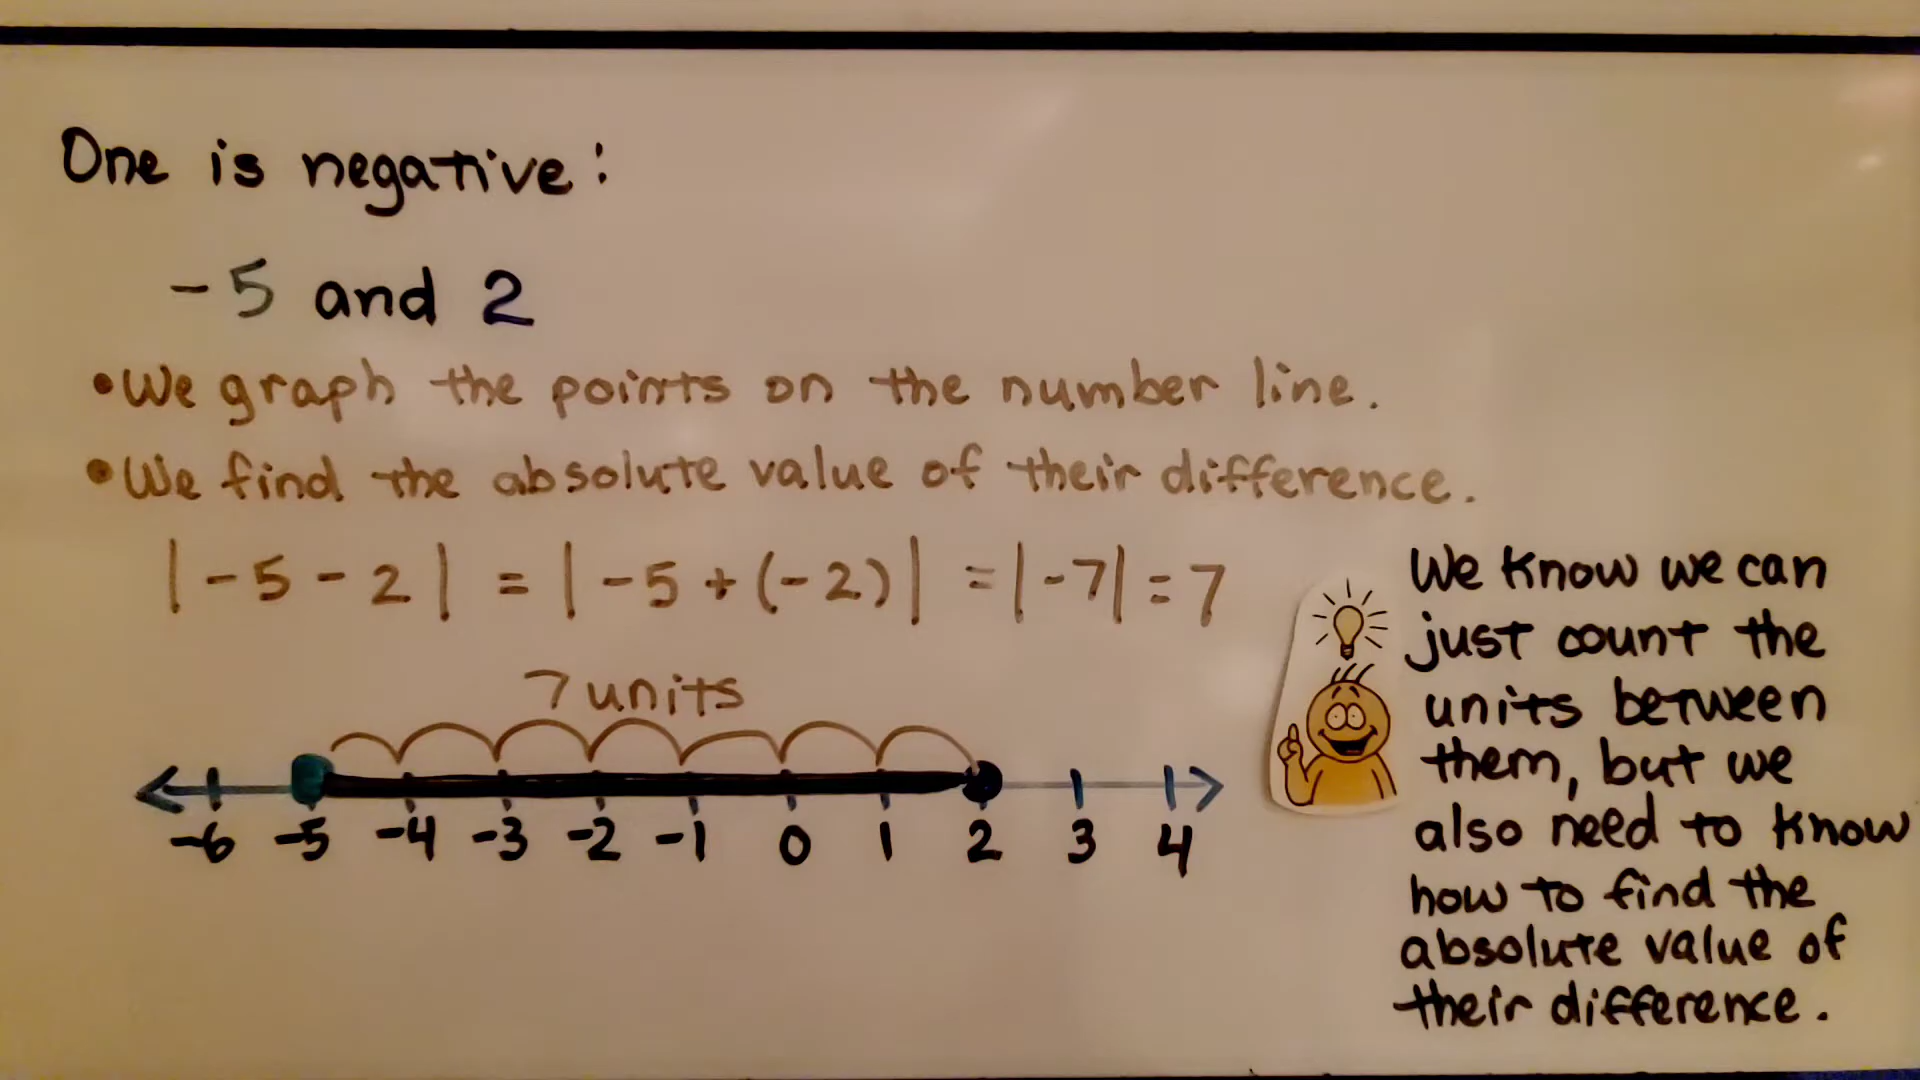 One is negative:
-5 and 2
•We graph the points on the number line.
•We find the absolute value of their difference.
|-5-2| = |-5+(-2)| =|-7|=7
7 units
-6 -5 -4 -3 -2 -1 0 1 2 3 4
We know we can
just count the
units between
them, but we
also need to know
how to find the
absolute value of
their difference.